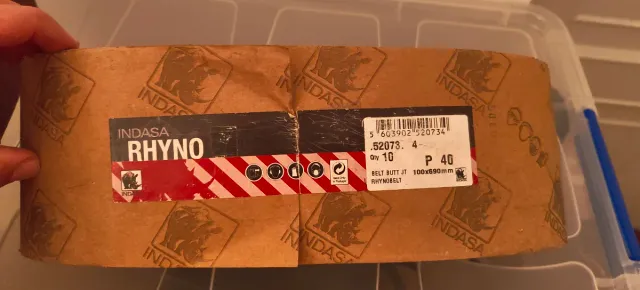 INDASA
INDASA
INDASA
INDASA
RHYNO
INDASA
5 603902 520734
.52073. 4
Qty 10 P 40
BELT BUTT JT 100x690mm
RHYNOBELT
INDASA
INDASA
INDASA
INDASA